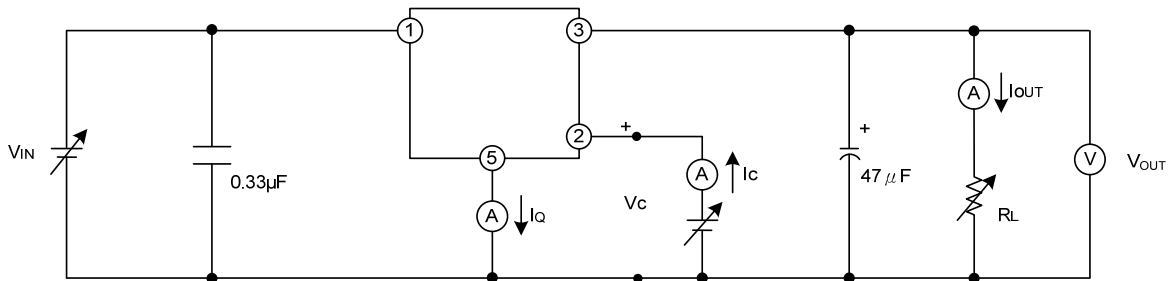 1
3
A
IOUT
2
+
VIN
0.33μF
5
A
IC
+
47μF
V
VOUT
A
IQ
VC
RL